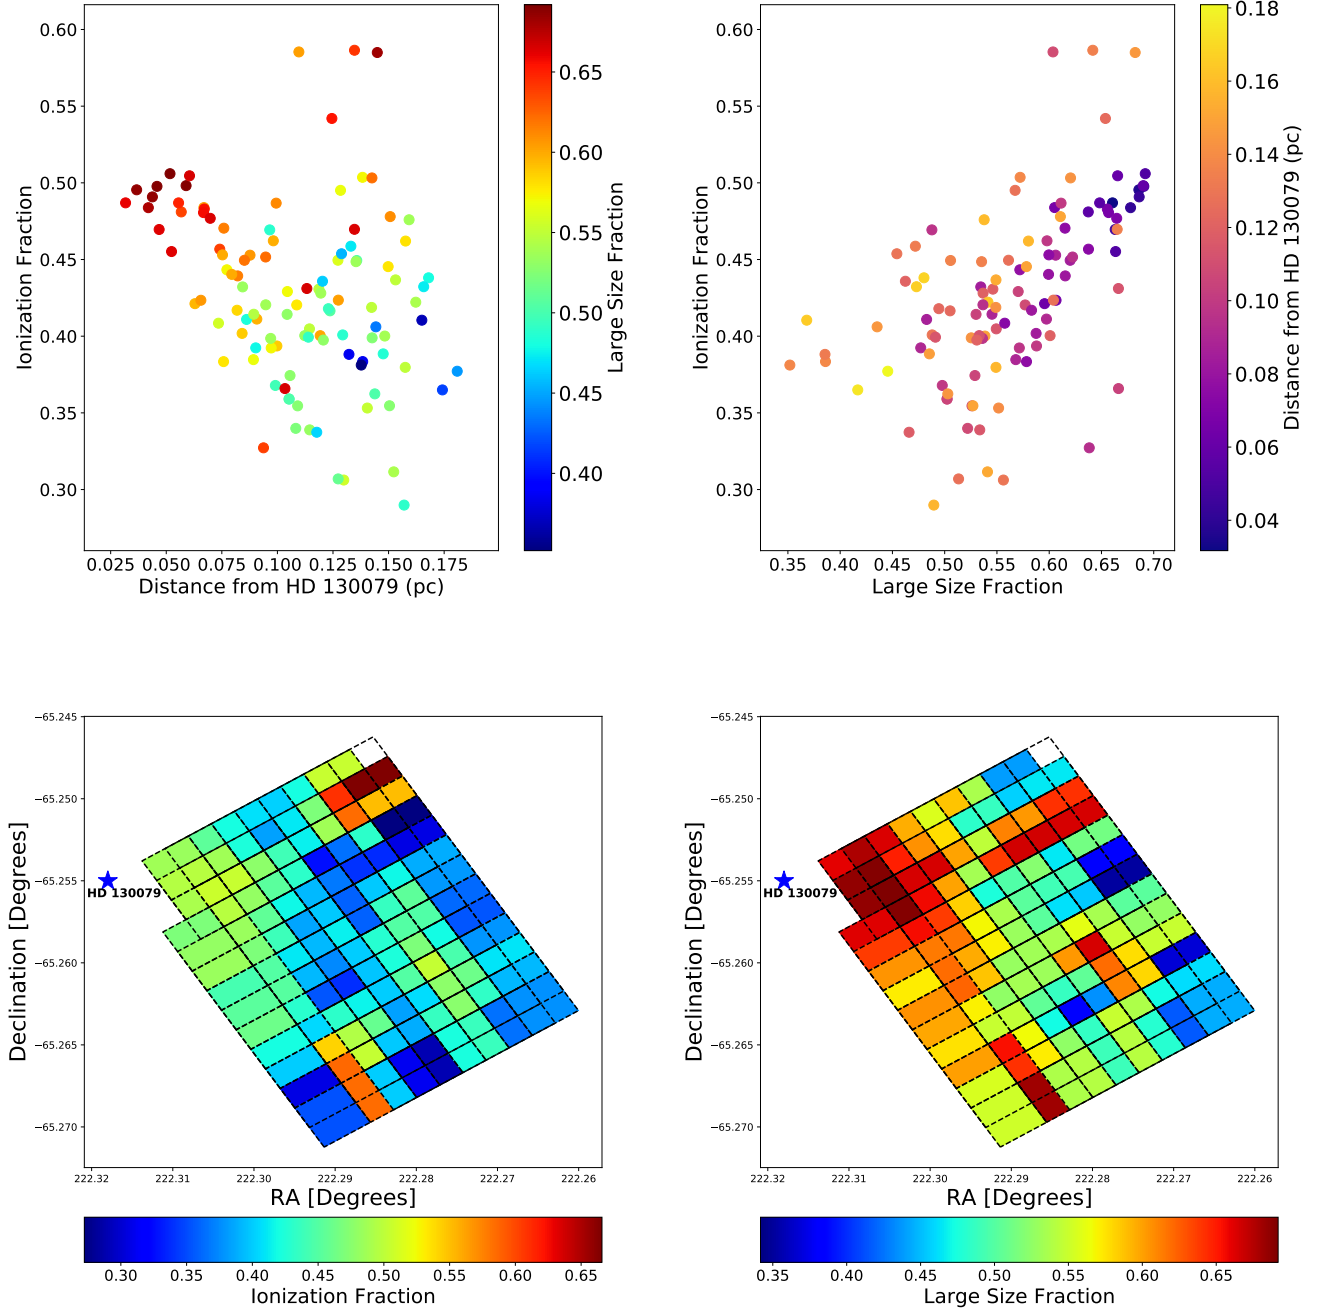 0.60
0.55
0.50
0.45
0.40
0.35
0.30
Ionization Fraction
0.025 0.050 0.075 0.100 0.125 0.150 0.175
Distance from HD 130079 (pc)
0.65
0.60
0.55
0.50
0.45
0.40
Large Size Fraction
0.60
0.55
0.50
0.45
0.40
0.35
0.30
Ionization Fraction
0.35 0.40 0.45 0.50 0.55 0.60 0.65 0.70
Large Size Fraction
0.18
0.16
0.14
0.12
0.10
0.08
0.06
0.04
Distance from HD 130079 (pc)
−65.245
−65.250
−65.255
−65.260
−65.265
−65.270
Declination [Degrees]
HD 130079
222.32 222.31 222.30 222.29 222.28 222.27 222.26
RA [Degrees]
0.30 0.35 0.40 0.45 0.50 0.55 0.60 0.65
Ionization Fraction
−65.245
−65.250
−65.255
−65.260
−65.265
−65.270
Declination [Degrees]
HD 130079
222.32 222.31 222.30 222.29 222.28 222.27 222.26
RA [Degrees]
0.35 0.40 0.45 0.50 0.55 0.60 0.65
Large Size Fraction